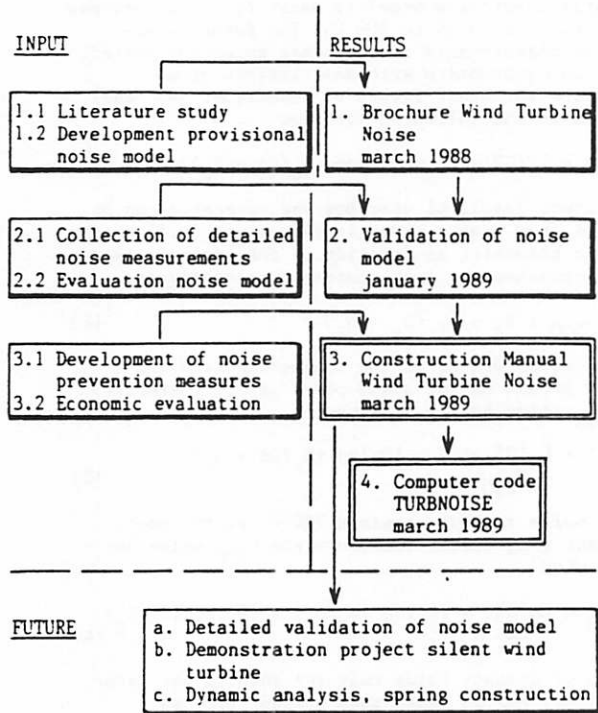 INPUT
RESULTS
1.1 Literature study
1.2 Development provisional
noise model
1. Brochure Wind Turbine
Noise
march 1988
2.1 Collection of detailed
noise measurements
2.2 Evaluation noise model
2. Validation of noise
model
january 1989
3.1 Development of noise
prevention measures
3.2 Economic evaluation
3. Construction Manual
Wind Turbine Noise
march 1989
4. Computer code
TURBNOISE
march 1989
FUTURE
a. Detailed validation of noise model
b. Demonstration project silent wind
turbine
c. Dynamic analysis, spring construction